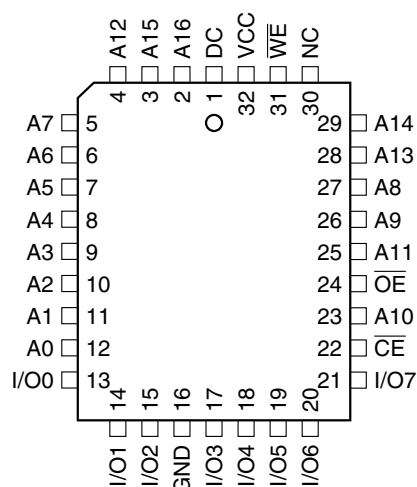 A12
A15
A16
DC
VCC
WE
NC
4
3
2
1
32
31
30
A7 5
A6 6
A5 7
A4 8
A3 9
A2 10
A1 11
A0 12
I/O0 13
29 A14
28 A13
27 A8
26 A9
25 A11
24 OE
23 A10
22 CE
21 I/O7
14
15
16
17
18
19
20
I/O1
I/O2
GND
I/O3
I/O4
I/O5
I/O6